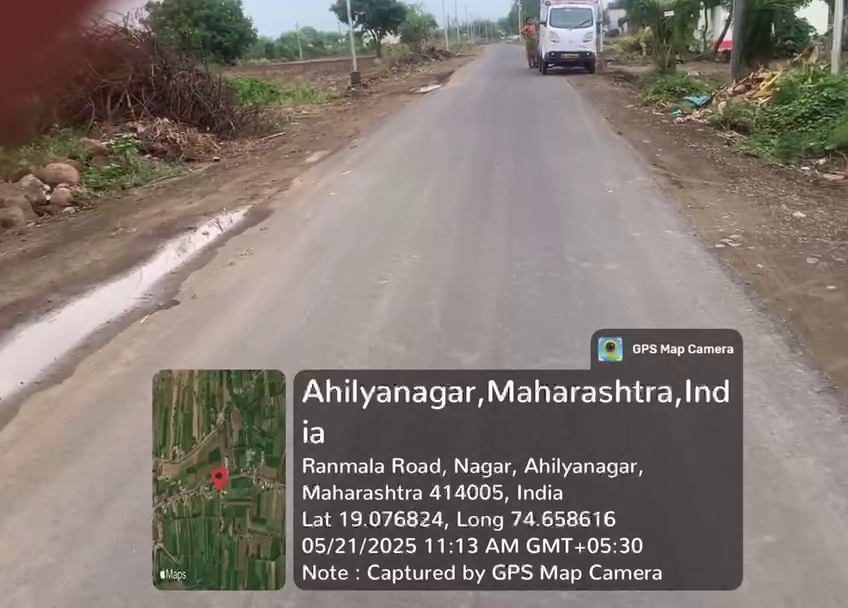 GPS Map Camera
Ahilyanagar,Maharashtra,Ind
ia
Ranmala Road, Nagar, Ahilyanagar,
Maharashtra 414005, India
Lat 19.076824, Long 74.658616
05/21/2025 11:13 AM GMT+05:30
Note : Captured by GPS Map Camera
Maps